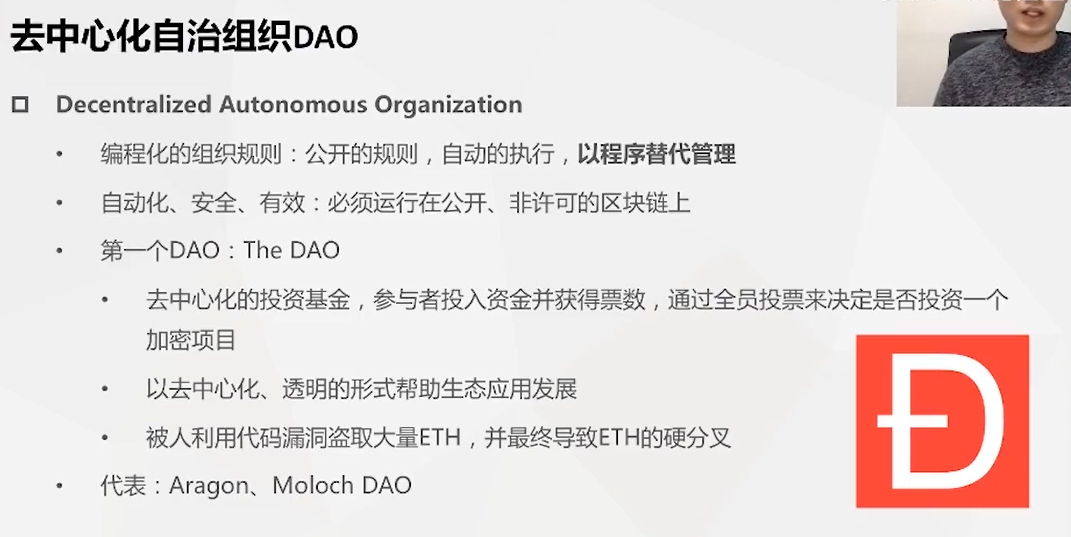 去中心化自治组织DAO
Decentralized Autonomous Organization
编程化的组织规则：公开的规则，自动的执行，以程序替代管理
自动化、安全、有效：必须运行在公开、非许可的区块链上
第一个DAO：The DAO
去中心化的投资基金，参与者投入资金并获得票数，通过全员投票来决定是否投资一个
加密项目
以去中心化、透明的形式帮助生态应用发展
被人利用代码漏洞盗取大量ETH，并最终导致ETH的硬分叉
代表：Aragon、Moloch DAO